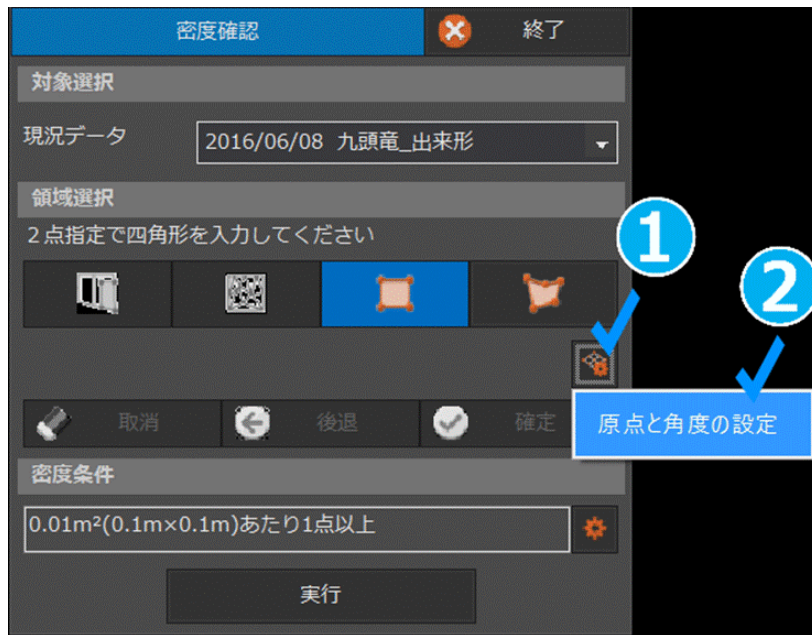 密度確認
終了
対象選択
現況データ
2016/06/08 九頭竜_出来形
領域選択
２点指定で四角形を入力してください
1
2
取消
後退
確定
原点と角度の設定
密度条件
0.01m²(0.1m×0.1m)あたり1点以上
実行